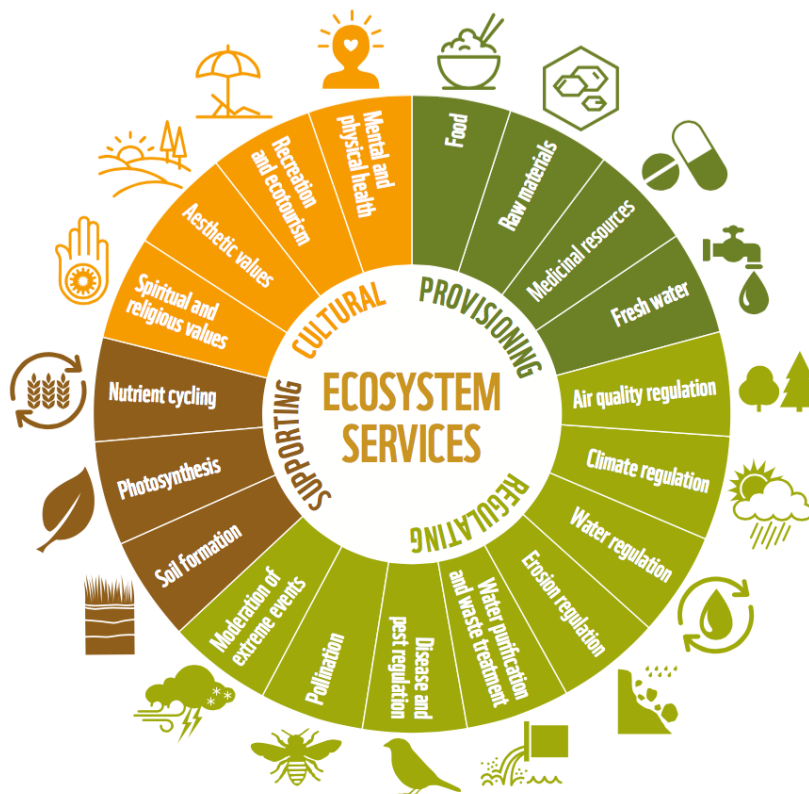 ECOSYSTEM
SERVICES
PROVISIONING
Food
Raw materials
Medicinal resources
Fresh water
REGULATING
Air quality regulation
Climate regulation
Water regulation
Erosion regulation
Water purification
and waste treatment
Disease and
pest regulation
Pollination
Moderation of
extreme events
SUPPORTING
Soil formation
Photosynthesis
Nutrient cycling
CULTURAL
Spiritual and
religious values
Aesthetic values
Recreation
and ecotourism
Mental and
physical health